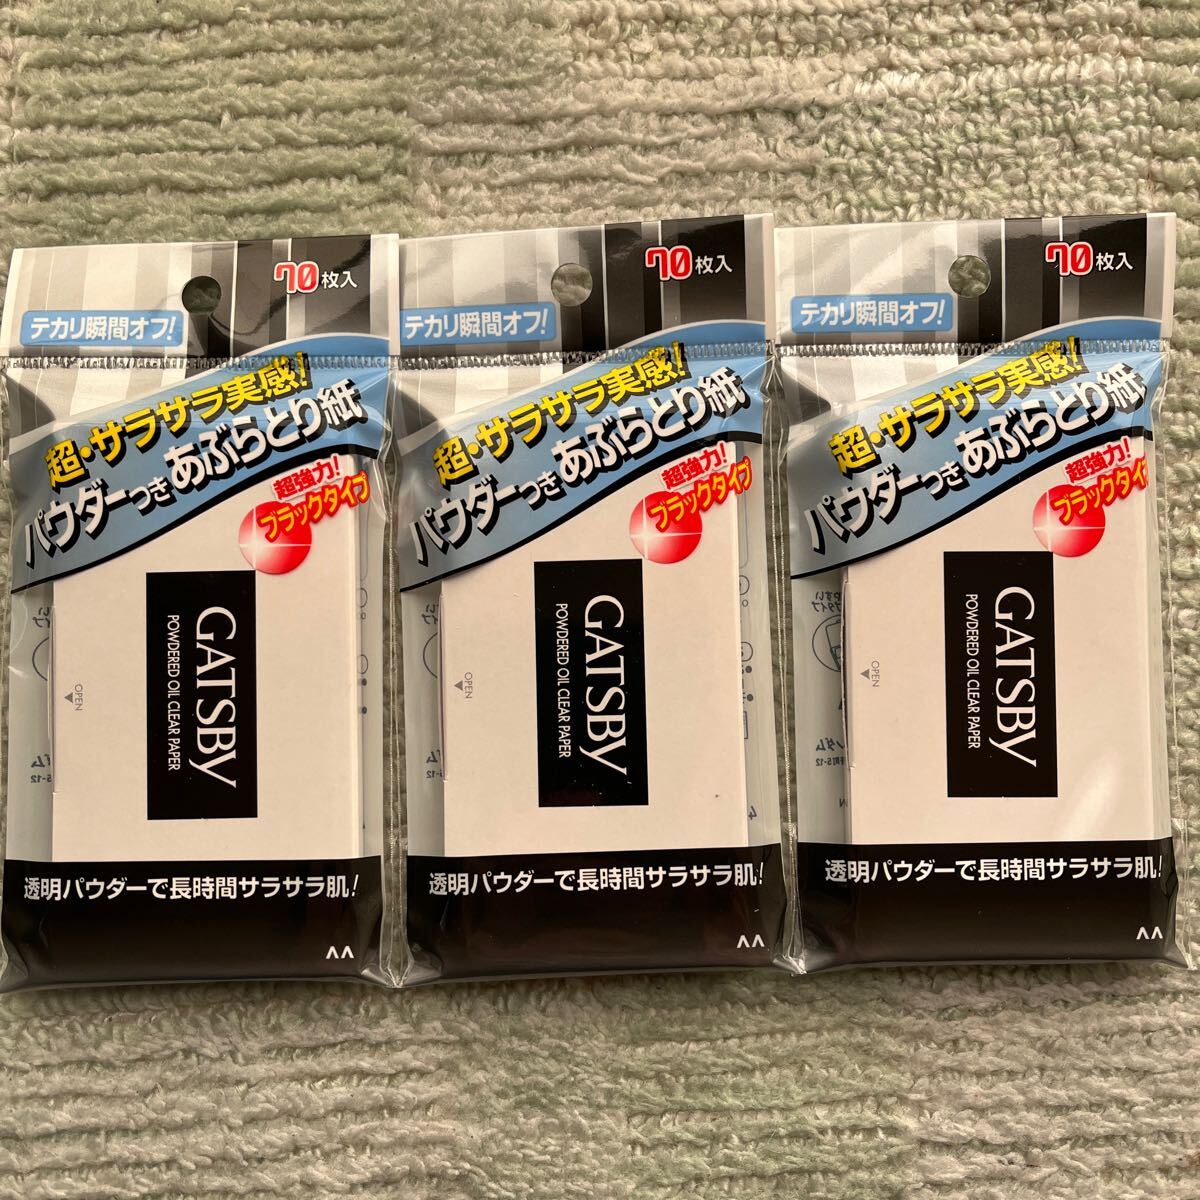 70枚入
テカリ瞬間オフ!
超・サラサラ実感!
パウダーつきあぶらとり紙
超強力!
ブラックタイプ
GATSBY
POWDERED OIL CLEAR PAPER
OPEN
透明パウダーで長時間サラサラ肌!
70枚入
テカリ瞬間オフ!
超・サラサラ実感!
パウダーつきあぶらとり紙
超強力!
ブラックタイプ
GATSBY
POWDERED OIL CLEAR PAPER
OPEN
透明パウダーで長時間サラサラ肌!
70枚入
テカリ瞬間オフ!
超・サラサラ実感!
パウダーつきあぶらとり紙
超強力!
ブラックタイプ
GATSBY
POWDERED OIL CLEAR PAPER
OPEN
透明パウダーで長時間サラサラ肌!